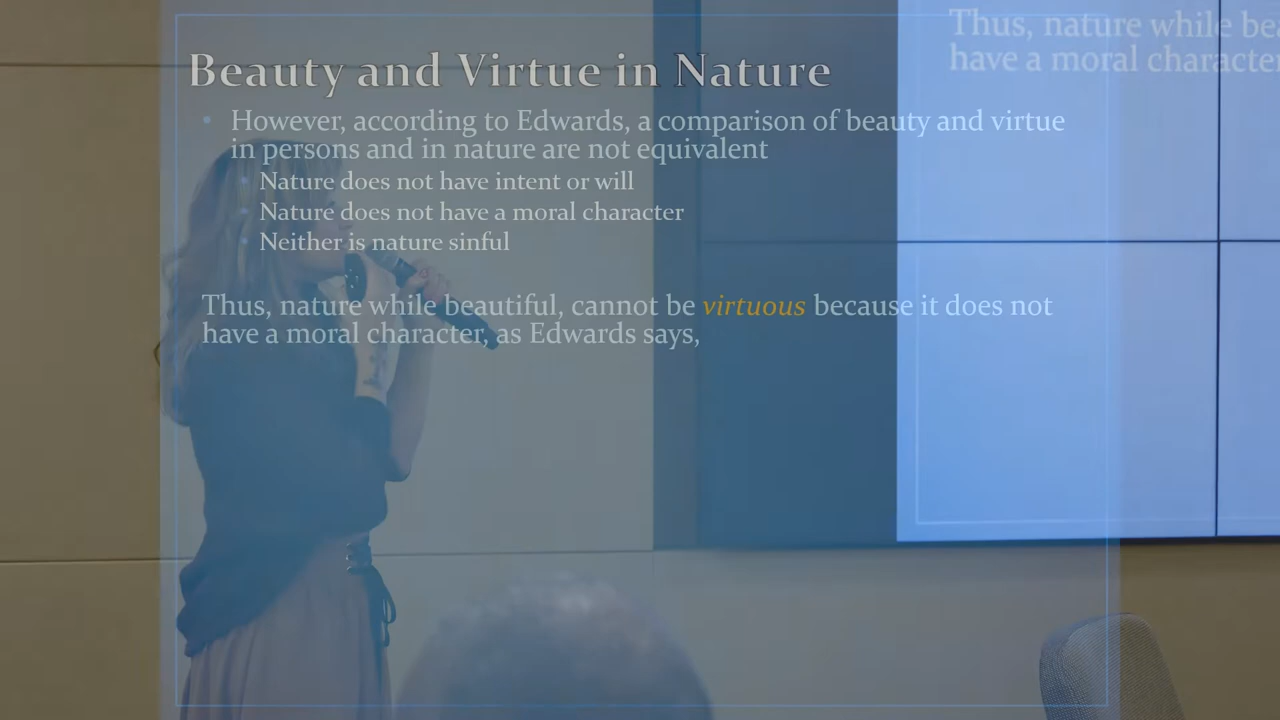 Thus, nature while bea
have a moral character
Beauty and Virtue in Nature
However, according to Edwards, a comparison of beauty and virtue
in persons and in nature are not equivalent
Nature does not have intent or will
Nature does not have a moral character
Neither is nature sinful
Thus, nature while beautiful, cannot be virtuous because it does not
have a moral character, as Edwards says,